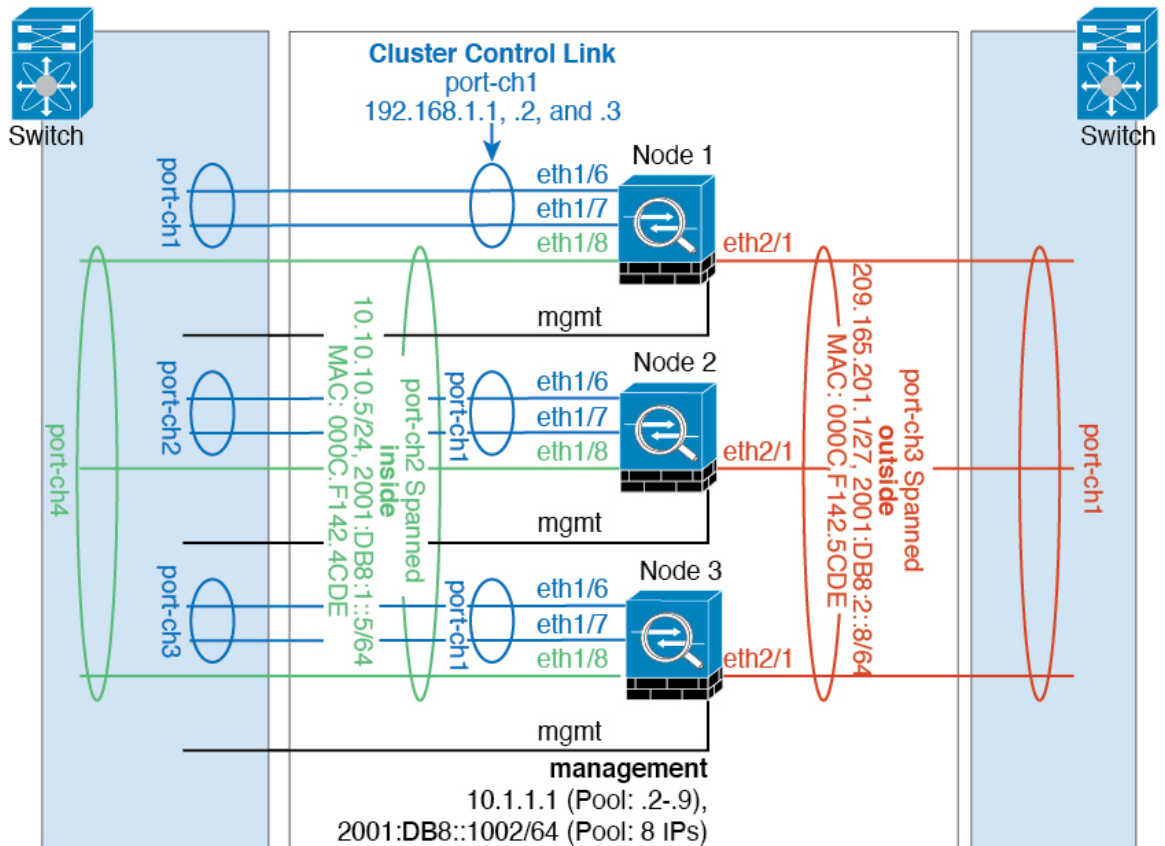 Switch
Switch
Cluster Control Link
port-ch1
192.168.1.1, .2, and .3
Node 1
eth1/6
eth1/7
eth1/8
eth2/1
mgmt
port-ch1
Node 2
eth1/6
eth1/7
eth1/8
eth2/1
mgmt
port-ch2
port-ch1
Node 3
eth1/6
eth1/7
eth1/8
eth2/1
mgmt
port-ch3
port-ch1
port-ch4
port-ch2 Spanned
inside
10.10.10.5/24, 2001:DB8:1::5/64
MAC: 000C.F142.4CDE
port-ch3 Spanned
outside
209.165.201.1/27, 2001:DB8:2::8/64
MAC: 000C.F142.5CDE
port-ch1
management
10.1.1.1 (Pool: .2-.9),
2001:DB8::1002/64 (Pool: 8 IPs)